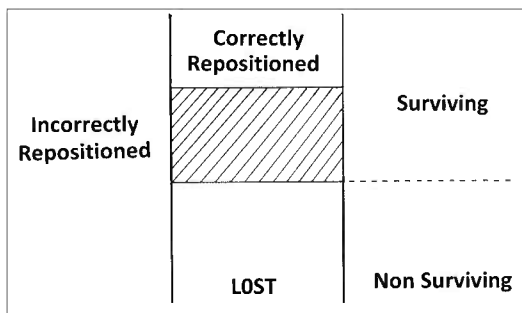 Correctly
Repositioned
Surviving
Incorrectly
Repositioned
LOST
Non Surviving